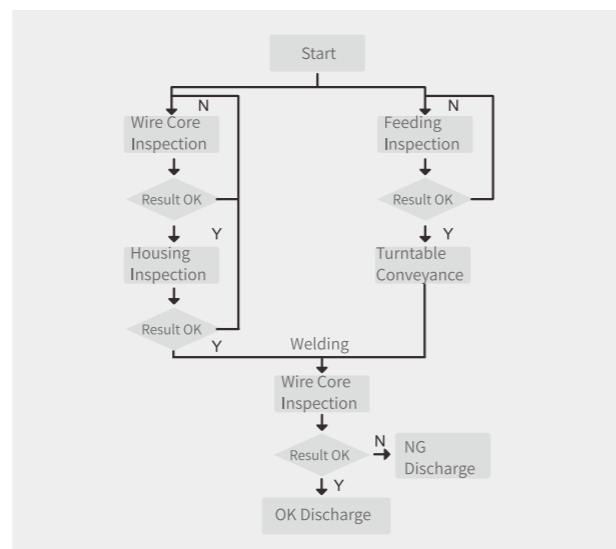 Start
N
N
Wire Core
Inspection
Feeding
Inspection
Result OK
Result OK
Y
Y
Housing
Inspection
Turntable
Conveyance
Result OK
Y
Welding
Wire Core
Inspection
Result OK
N
NG
Discharge
Y
OK Discharge